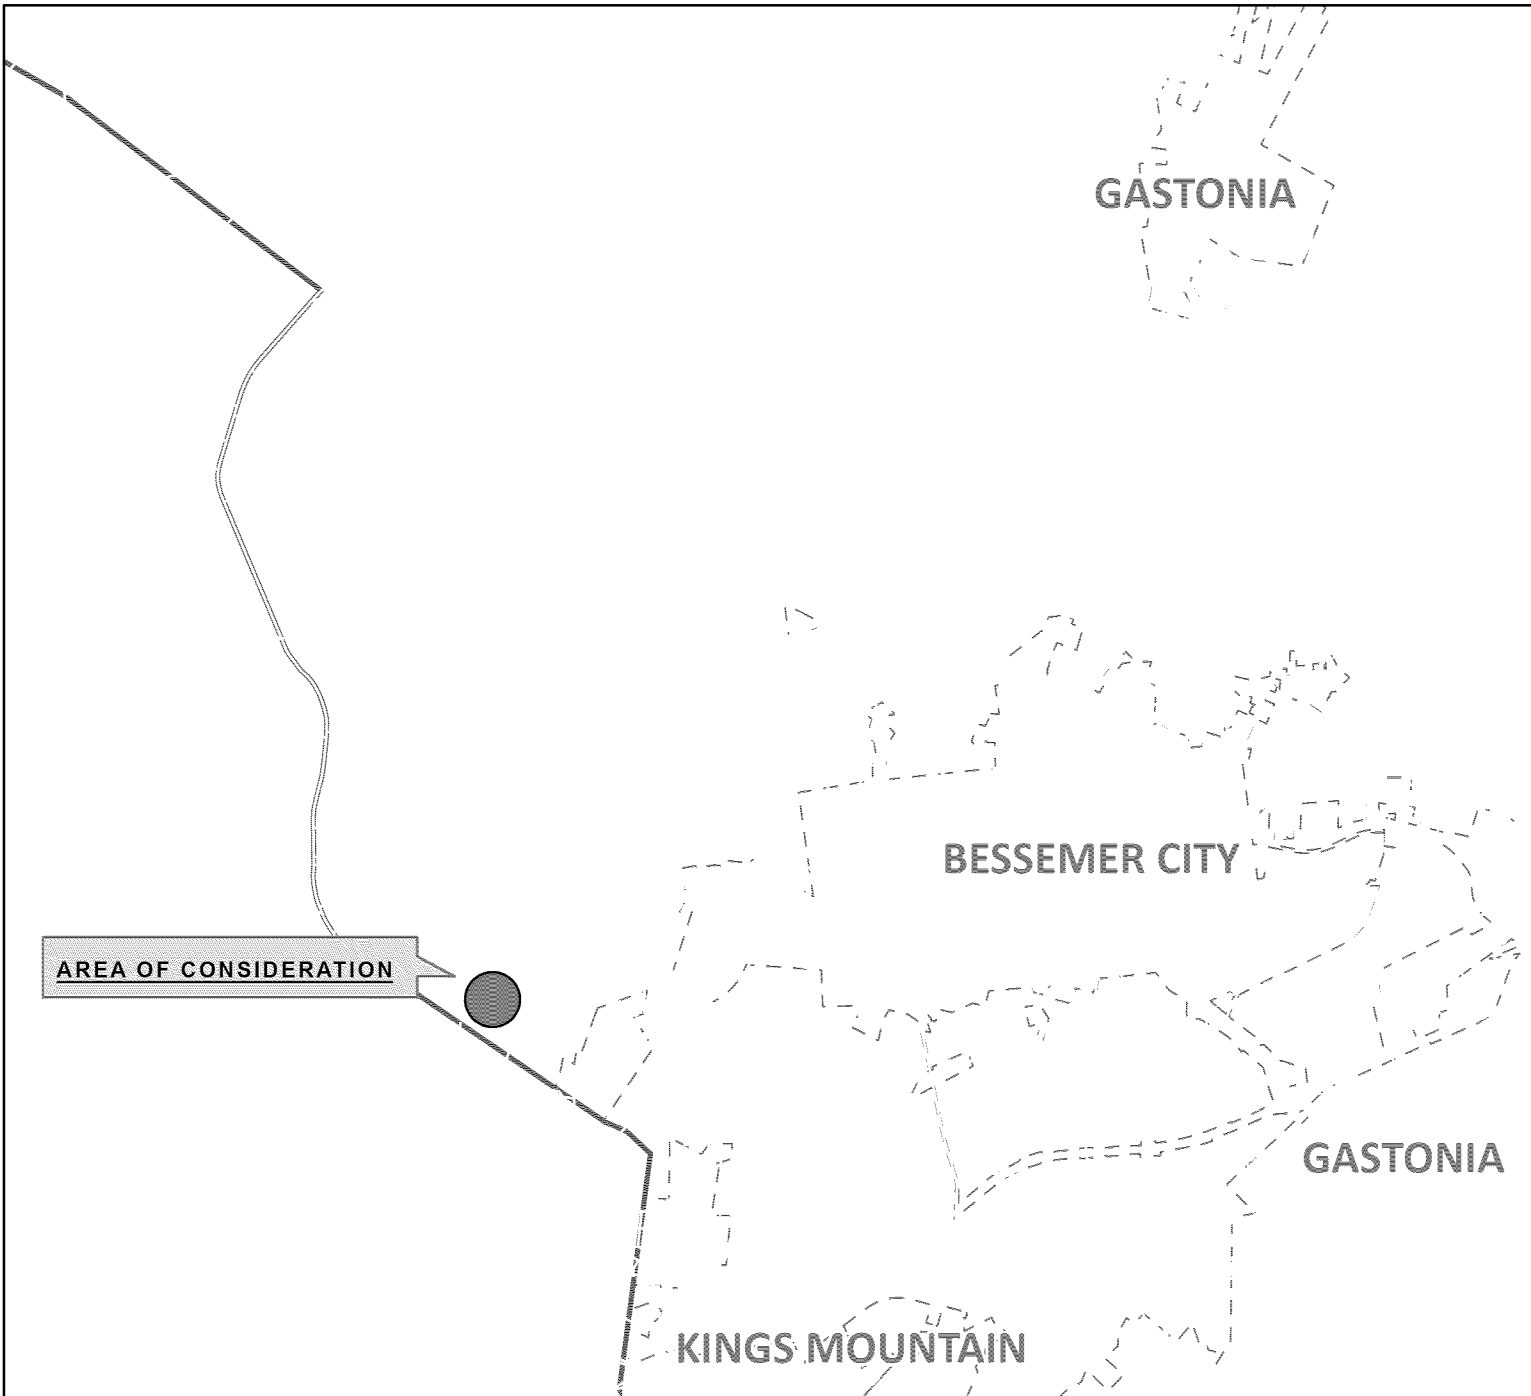 GASTONIA
BESSEMER CITY
AREA OF CONSIDERATION
GASTONIA
KINGS MOUNTAIN